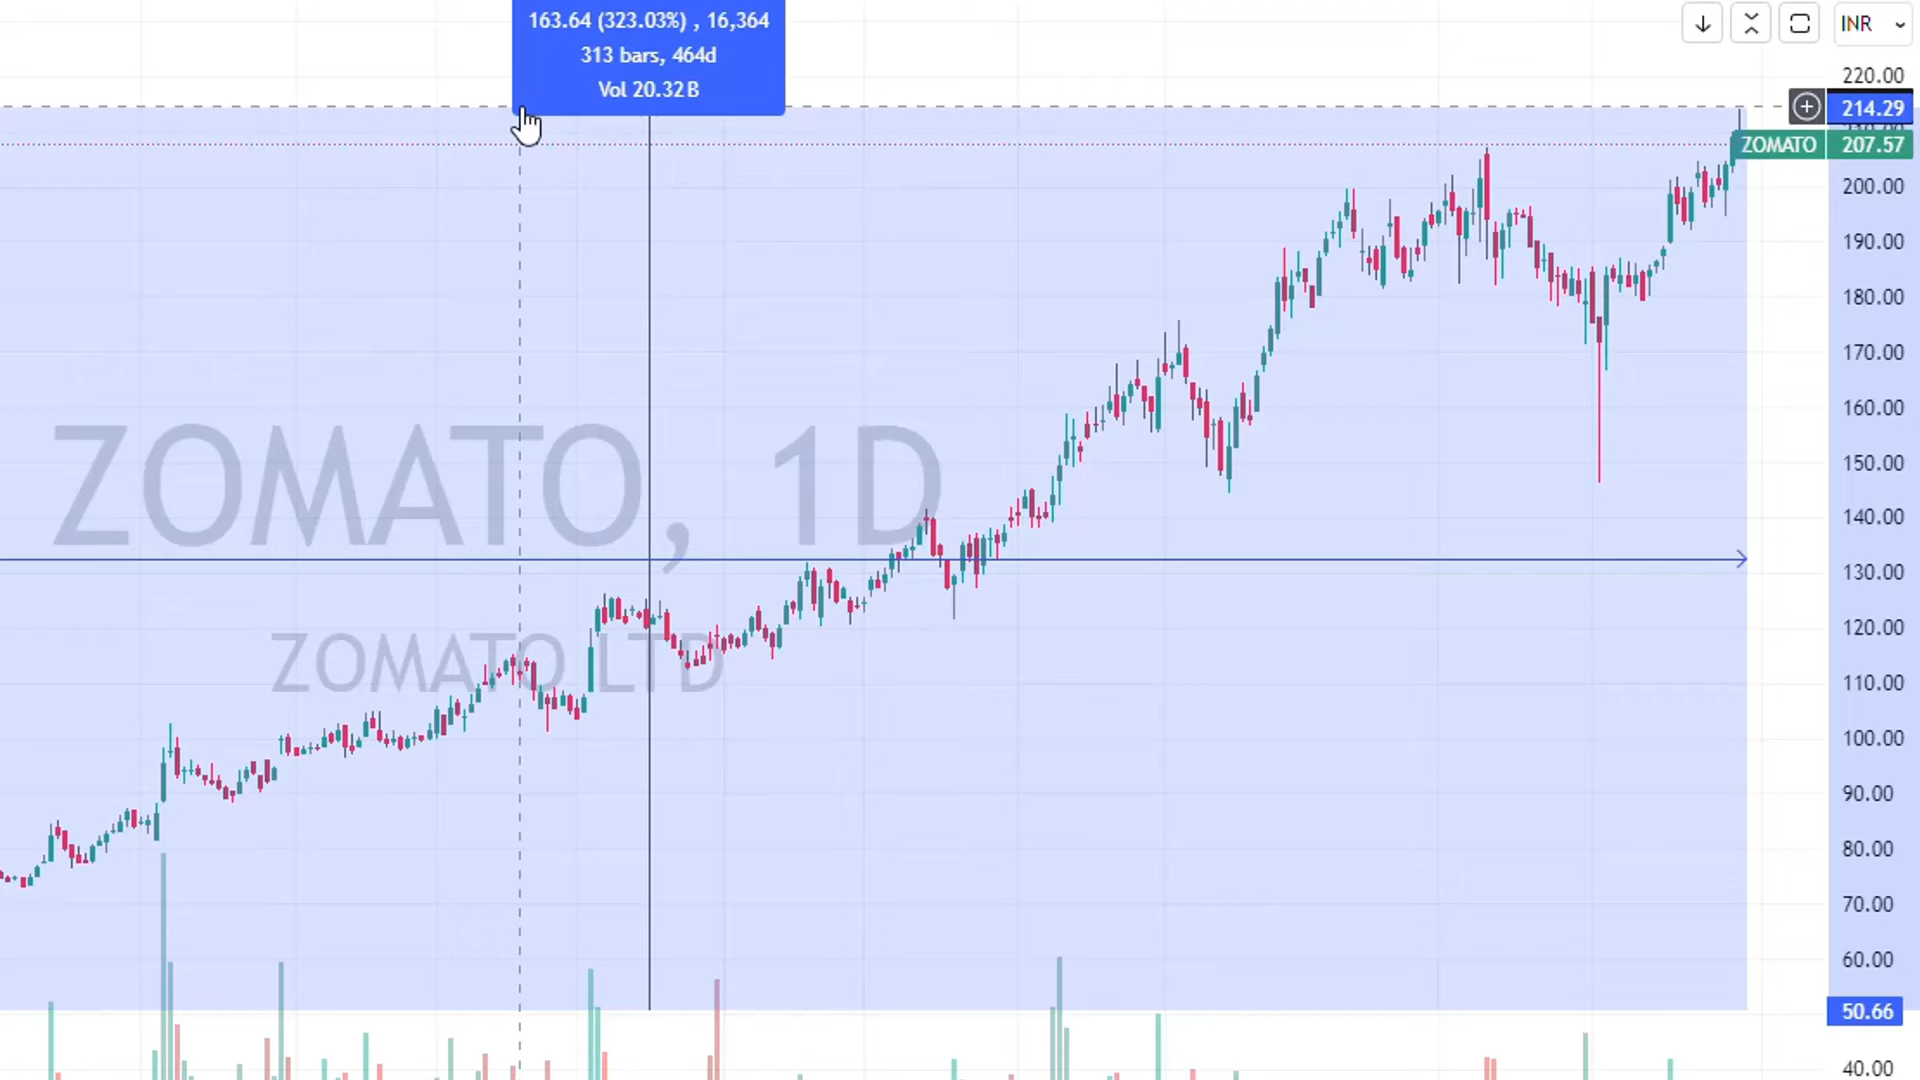 163.64 (323.03%) , 16,364
313 bars, 464d
Vol 20.32 B
INR
220.00
214.29
ZOMATO 207.57
200.00
190.00
180.00
170.00
160.00
150.00
140.00
130.00
120.00
110.00
100.00
90.00
80.00
70.00
60.00
50.66
40.00
ZOMATO, 1D
ZOMATO LTD